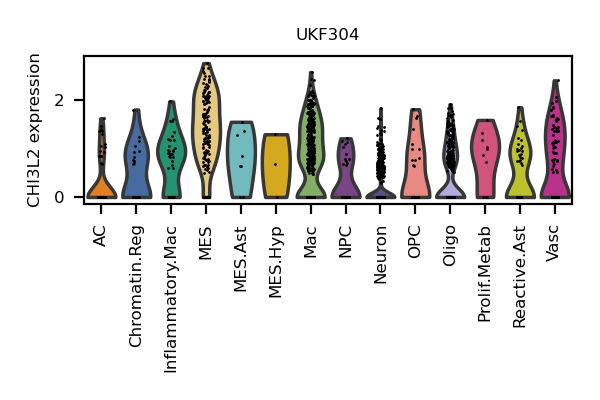 UKF304
CHI3L2 expression
2
0
AC
Chromatin.Reg
Inflammatory.Mac
MES
MES.Ast
MES.Hyp
Mac
NPC
Neuron
OPC
Oligo
Prolif.Metab
Reactive.Ast
Vasc